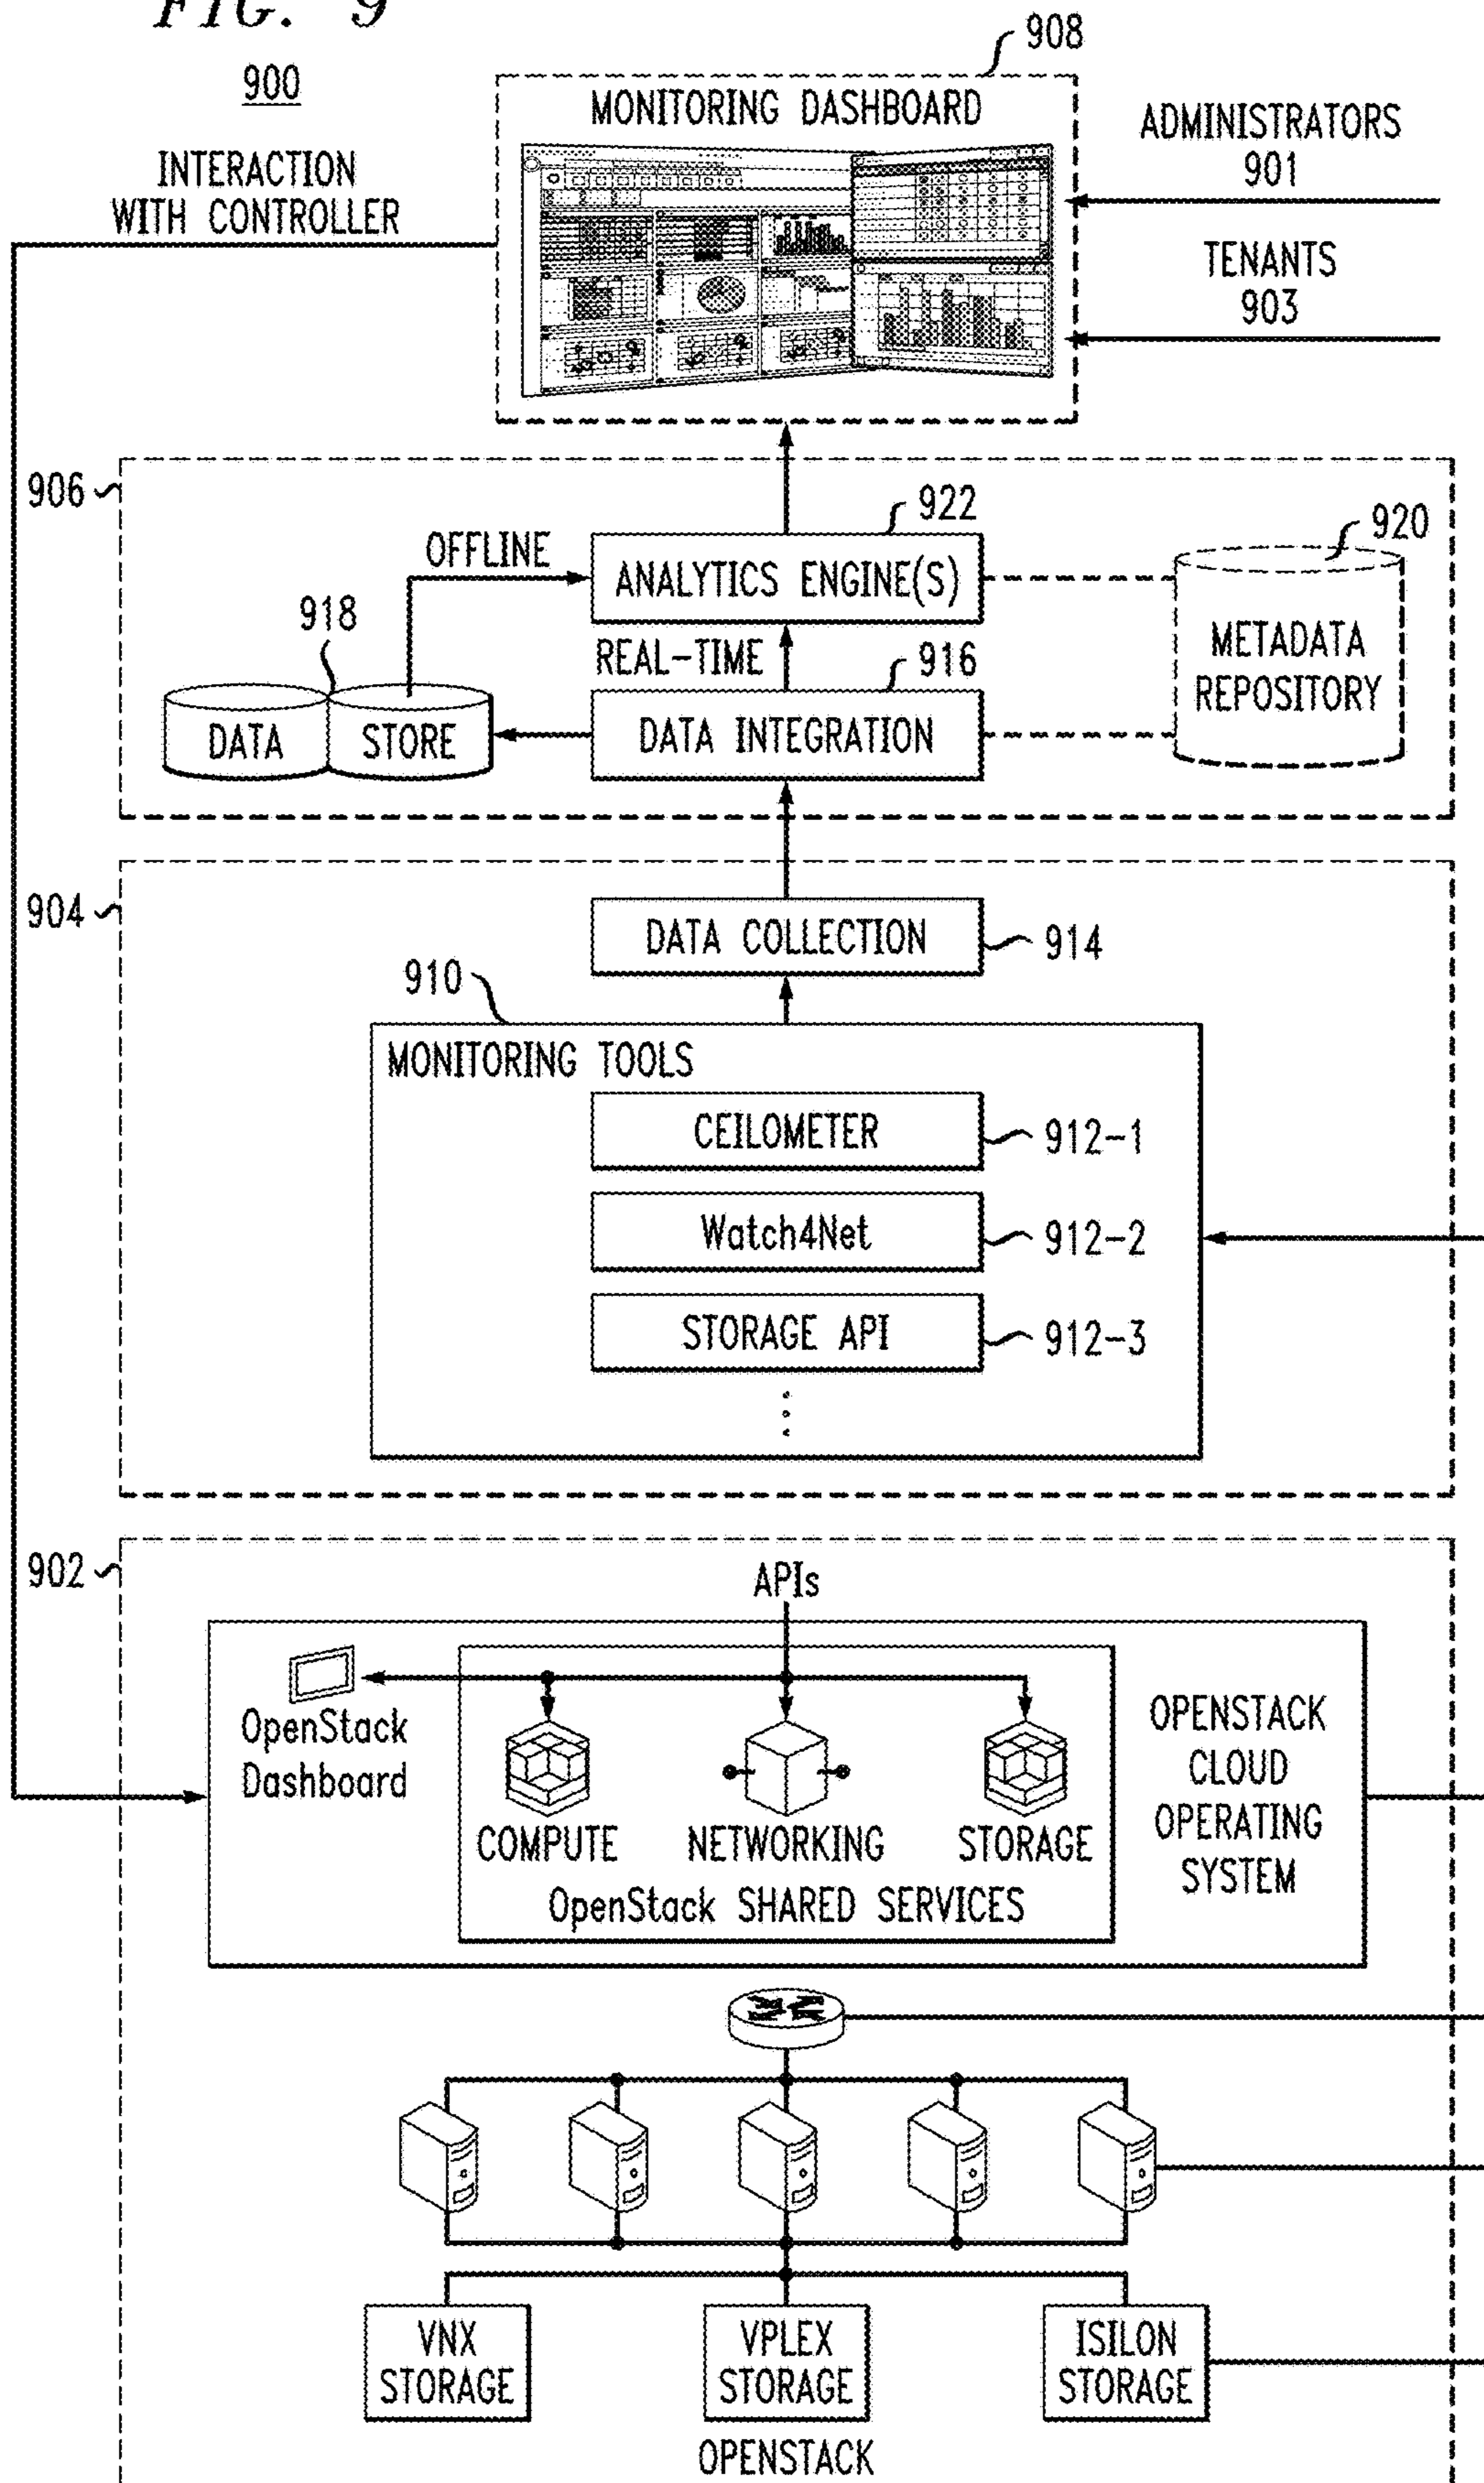 FIG. 9
900
908
MONITORING DASHBOARD
ADMINISTRATORS
901
INTERACTION
WITH CONTROLLER
TENANTS
903
906
922
920
OFFLINE
ANALYTICS ENGINE(S)
918
METADATA
REPOSITORY
REAL-TIME
916
DATA
STORE
DATA INTEGRATION
904
DATA COLLECTION
914
910
MONITORING TOOLS
CEILOMETER
912-1
Watch4Net
912-2
STORAGE API
912-3
902
APIs
OpenStack
Dashboard
OPENSTACK
CLOUD
OPERATING
SYSTEM
COMPUTE
NETWORKING
STORAGE
OpenStack SHARED SERVICES
VNX
STORAGE
VPLEX
STORAGE
ISILON
STORAGE
OPENSTACK